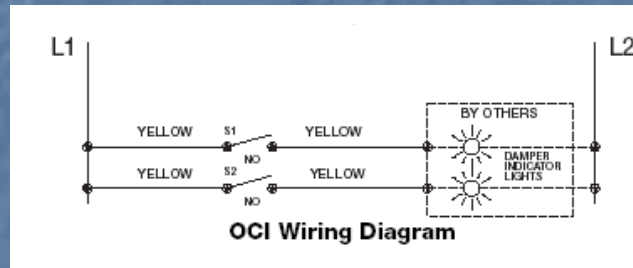 L1
L2
BY OTHERS
YELLOW S1 YELLOW
NO
DAMPER
INDICATOR
LIGHTS
YELLOW S2 YELLOW
NO
OCI Wiring Diagram